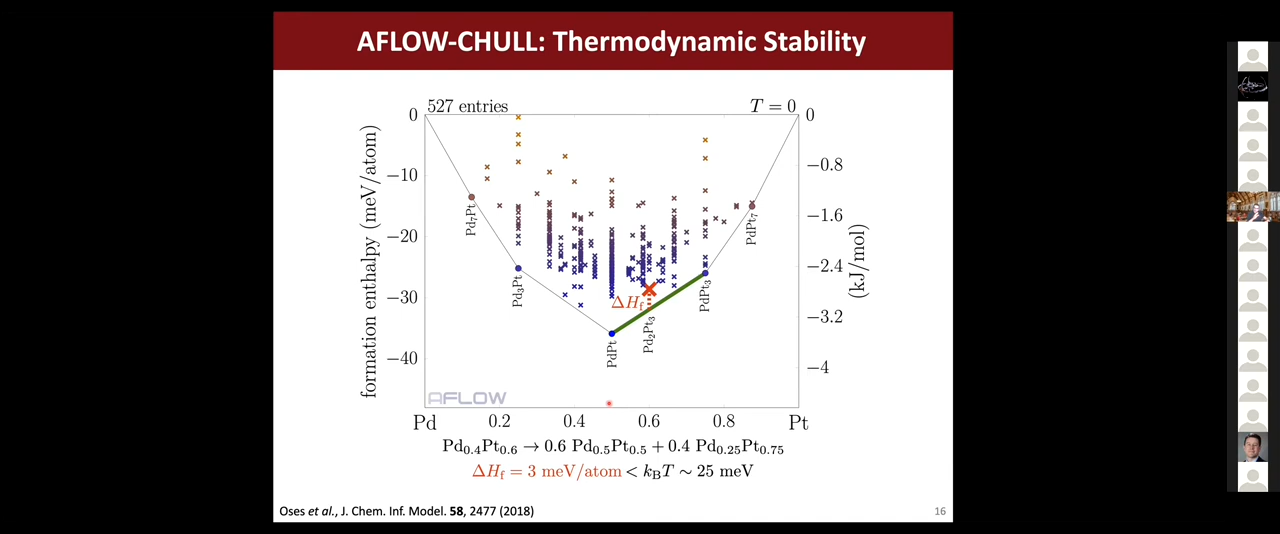 AFLOW-CHULL: Thermodynamic Stability
527 entries
T = 0
formation enthalpy (meV/atom)
0
−10
−20
−30
−40
0
−0.8
−1.6
−2.4
−3.2
−4
(kJ/mol)
Pd₇Pt
Pd₃Pt
PdPt
Pd₂Pt₃
PdPt₃
PdPt₇
ΔH_f
AFLOW
Pd
0.2
0.4
0.6
0.8
Pt
Pd₀.₄Pt₀.₆ → 0.6 Pd₀.₅Pt₀.₅ + 0.4 Pd₀.₂₅Pt₀.₇₅
ΔH_f = 3 meV/atom < k_BT ∼ 25 meV
Oses et al., J. Chem. Inf. Model. 58, 2477 (2018)
16